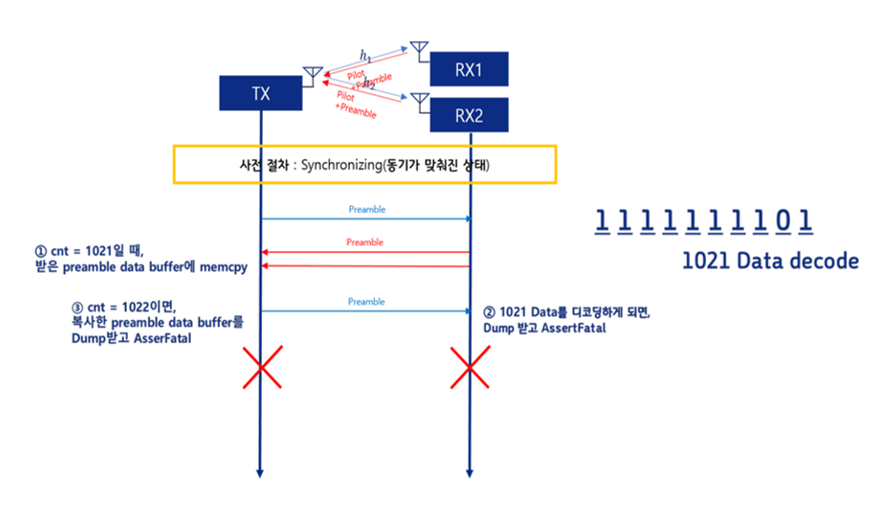 h₁
RX1
Pilot
+Preamble
h₂
TX
Pilot
+Preamble
RX2
사전 절차 : Synchronizing(동기가 맞춰진 상태)
Preamble
1 1 1 1 1 1 1 1 0 1
Preamble
① cnt = 1021일 때,
받은 preamble data buffer에 memcpy
1021 Data decode
Preamble
③ cnt = 1022이면,
복사한 preamble data buffer를
Dump받고 AsserFatal
② 1021 Data를 디코딩하게 되면,
Dump 받고 AssertFatal